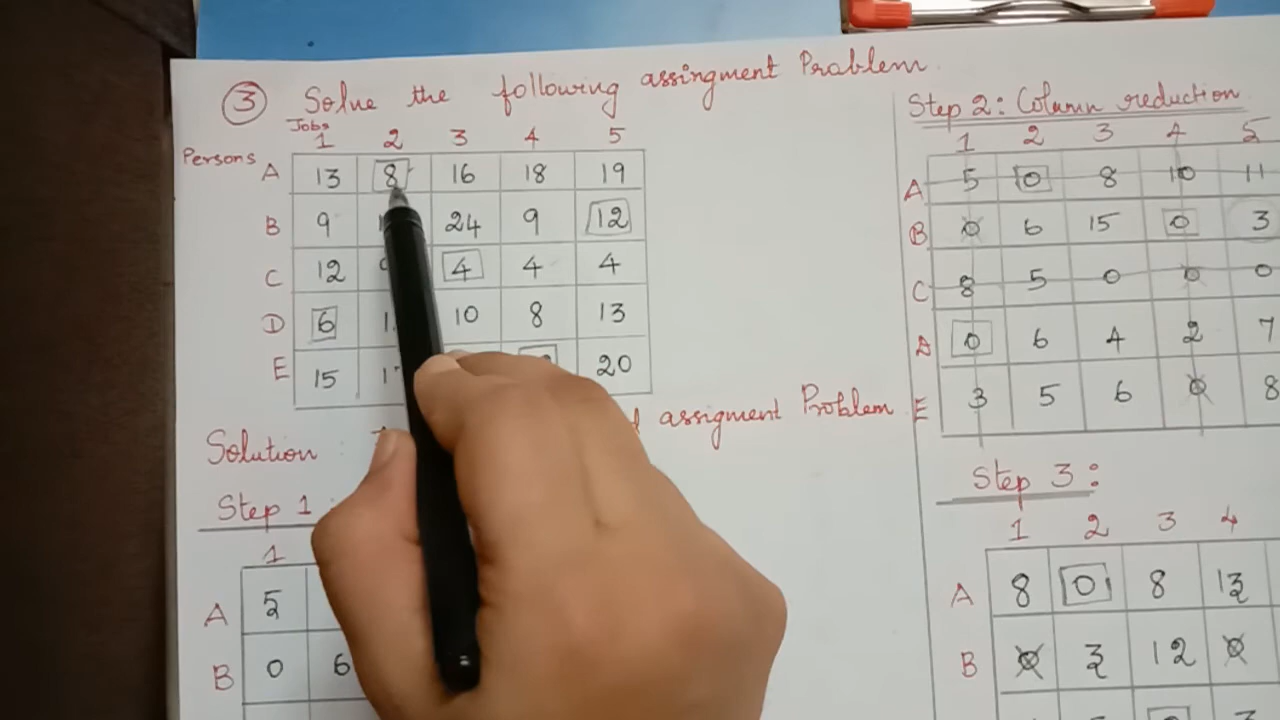 3 Solve the following assingment Problem
Jobs
1 2 3 4 5
Persons
A 13 8 16 18 19
B 9 24 9 12
C 12 4 4 4
D 6 10 8 13
E 15 20
assigment Problem
Solution :
Step 1
1
A 5
B 0 6
Step 2: Column reduction
1 2 3 4 5
A 5 0 8 10 11
B 0 6 15 0 3
C 8 5 0 0 0
D 0 6 4 2 7
E 3 5 6 0 8
Step 3:
1 2 3 4
A 8 0 8 13
B 0 3 12 0